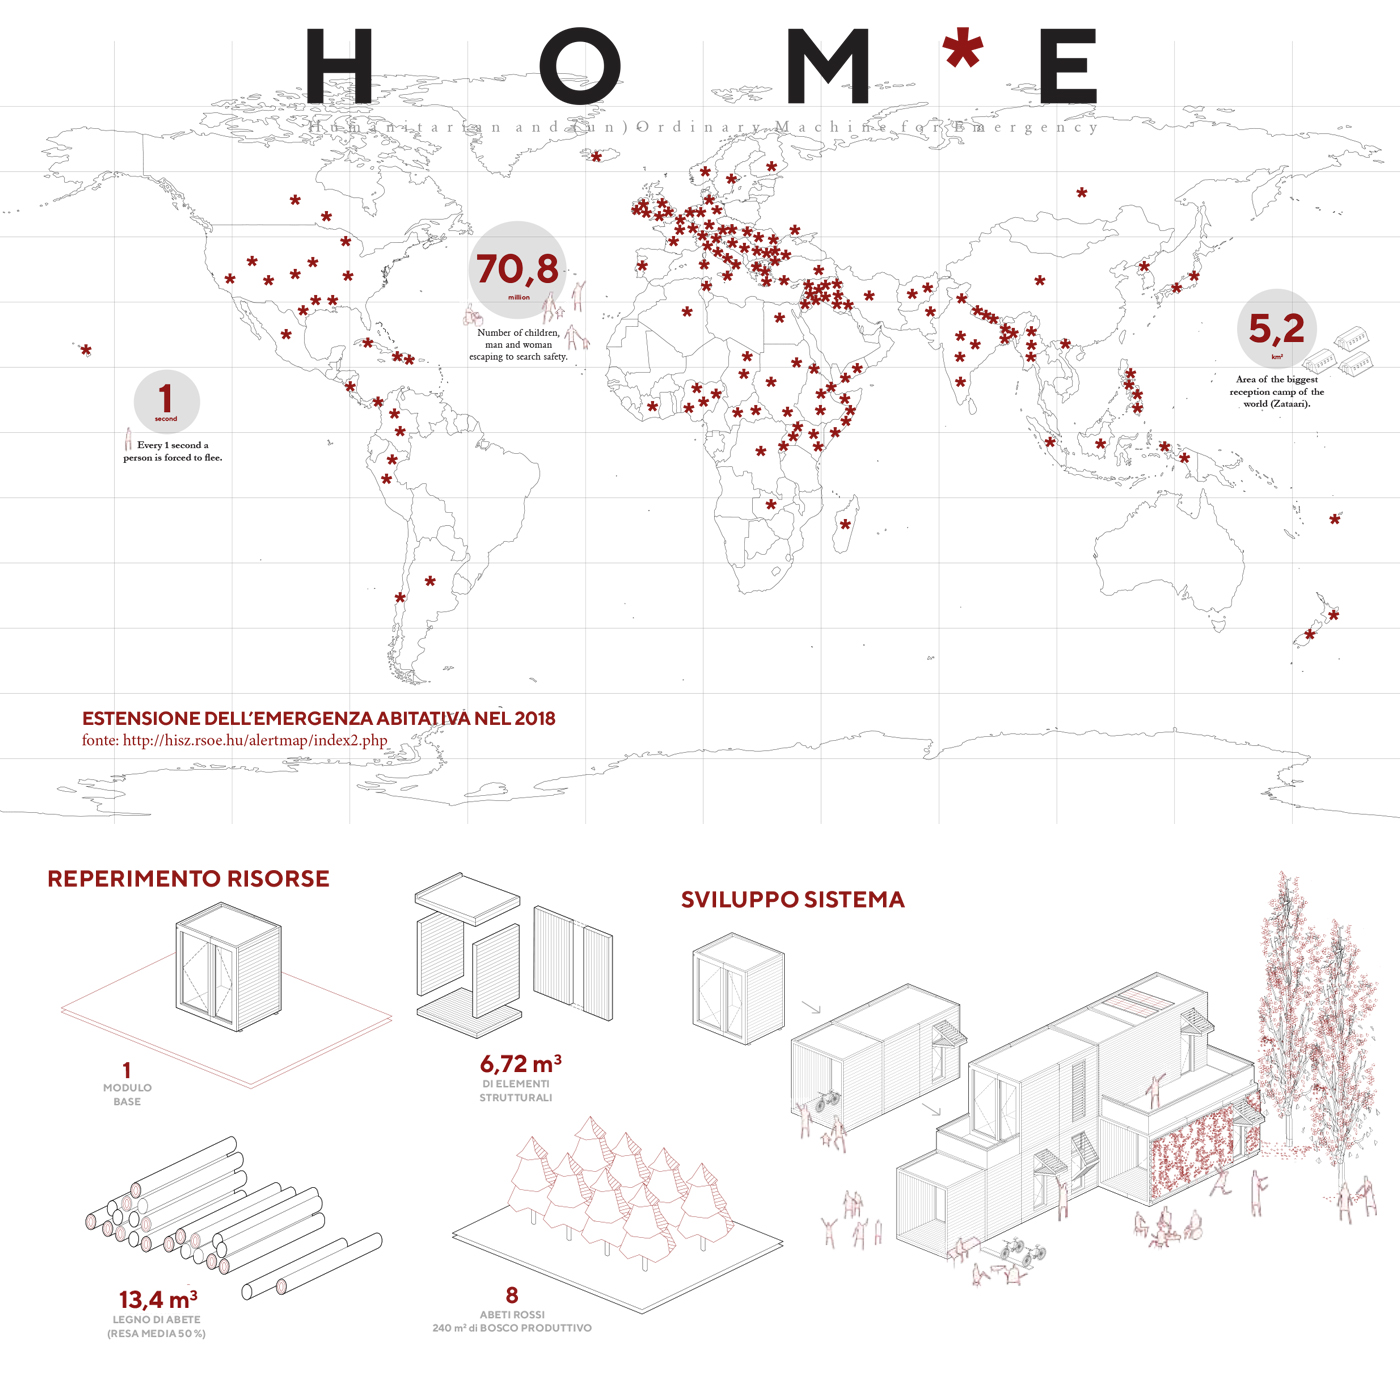 H O M * E
Humanitarian and (un)Ordinary Machine for Emergency
70,8
million
Number of children,
man and woman
escaping to search safety.
5,2
km²
Area of the biggest
reception camp of the
world (Zataari).
1
second
Every 1 second a
person is forced to flee.
ESTENSIONE DELL'EMERGENZA ABITATIVA NEL 2018
fonte: http://hisz.rsoe.hu/alertmap/index2.php
REPERIMENTO RISORSE
1
MODULO
BASE
6,72 m³
DI ELEMENTI
STRUTTURALI
13,4 m³
LEGNO DI ABETE
(RESA MEDIA 50 %)
8
ABETI ROSSI
240 m² di BOSCO PRODUTTIVO
SVILUPPO SISTEMA